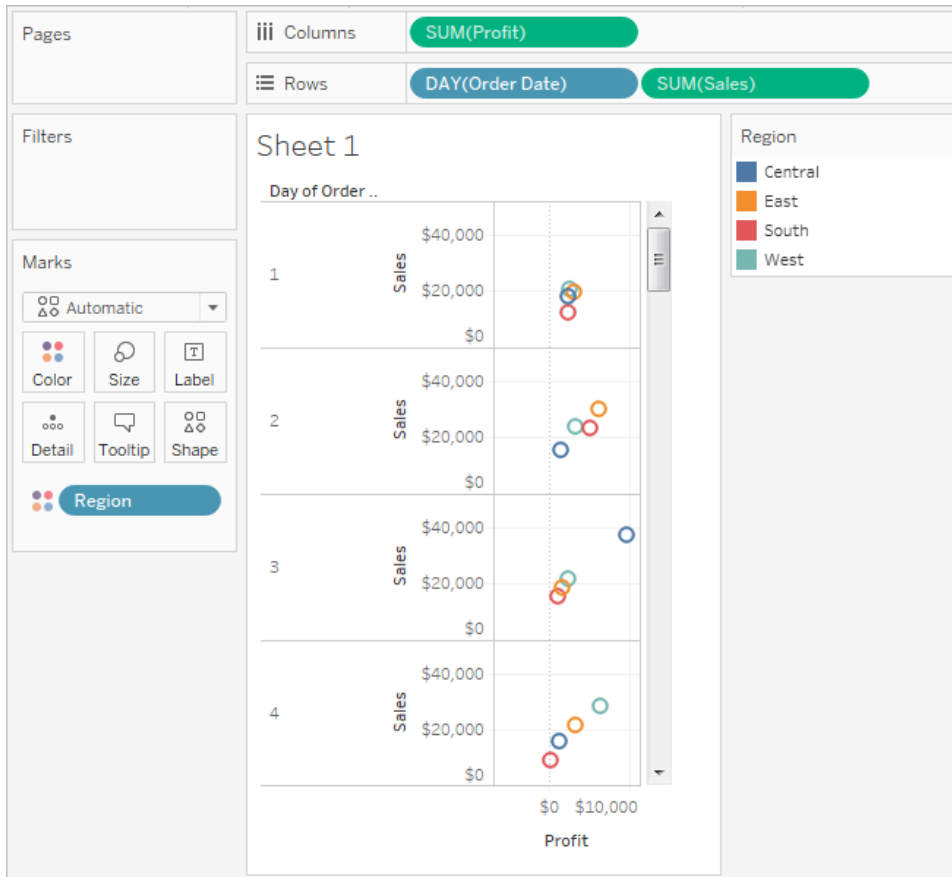 Pages
Columns
SUM(Profit)
Rows
DAY(Order Date)
SUM(Sales)
Filters
Marks
Automatic
Color
Size
Label
Detail
Tooltip
Shape
Region
Sheet 1
Day of Order ..
1
Sales
$40,000
$20,000
$0
2
Sales
$40,000
$20,000
$0
3
Sales
$40,000
$20,000
$0
4
Sales
$40,000
$20,000
$0
$0 $10,000
Profit
Region
Central
East
South
West